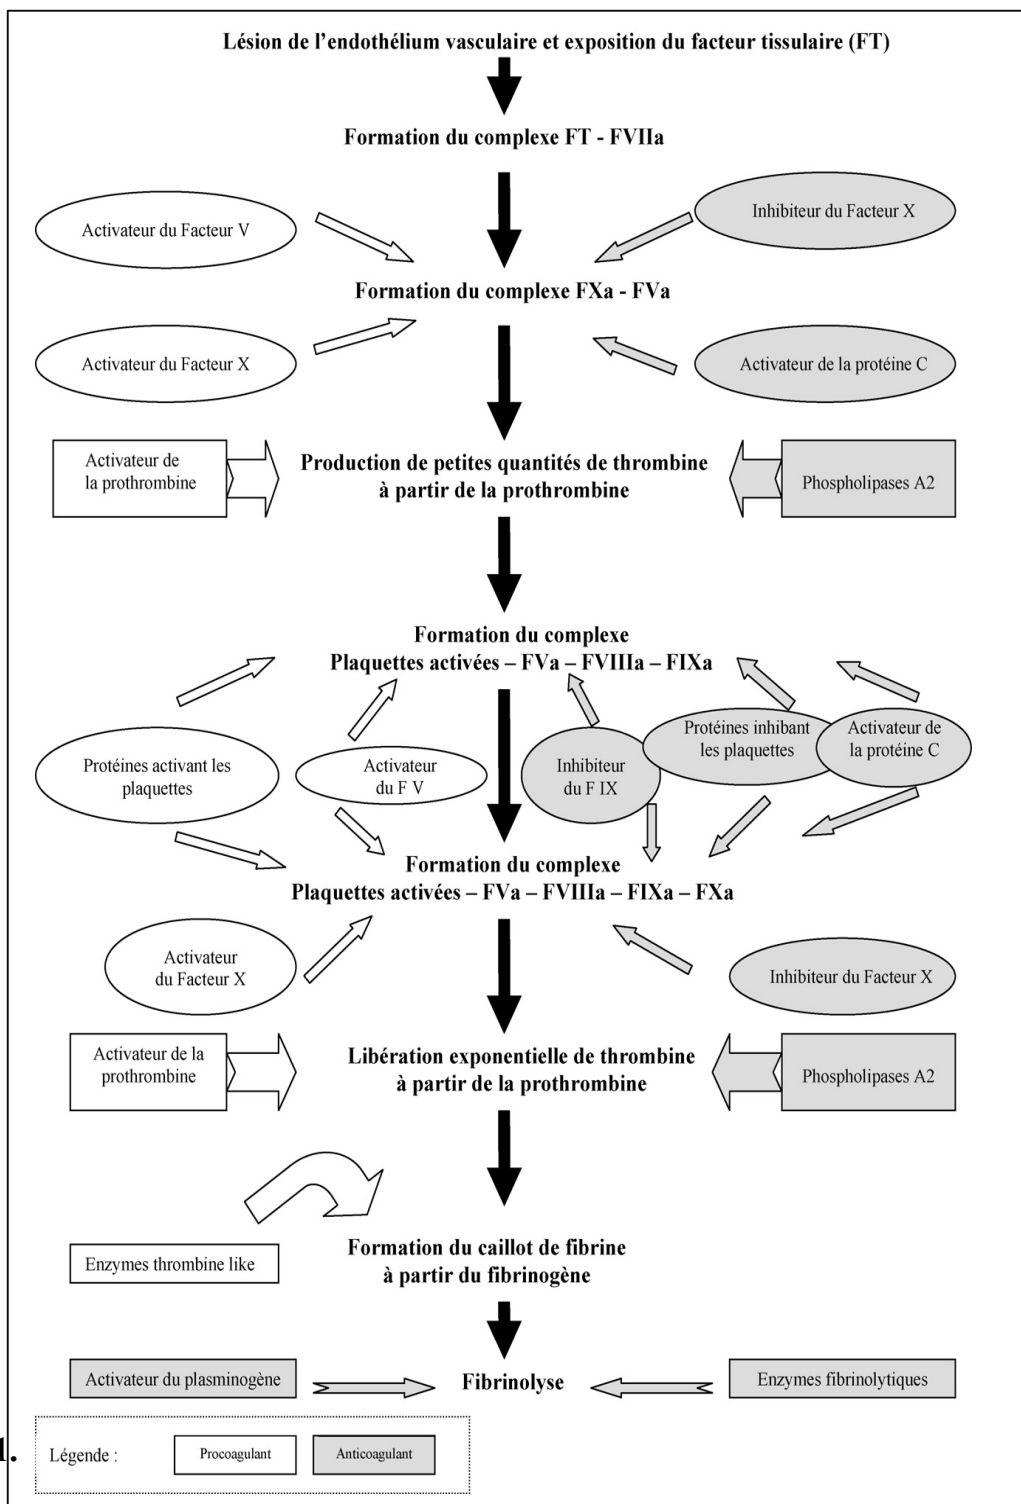 Lésion de l'endothélium vasculaire et exposition du facteur tissulaire (FT)
Formation du complexe FT - FVIIa
Activateur du Facteur V
Inhibiteur du Facteur X
Formation du complexe FXa - FVa
Activateur du Facteur X
Activateur de la protéine C
Activateur de
la prothrombine
Production de petites quantités de thrombine
à partir de la prothrombine
Phospholipases A2
Formation du complexe
Plaquettes activées – FVa – FVIIIa – FIXa
Protéines activant les
plaquettes
Activateur
du F V
Inhibiteur
du F IX
Protéines inhibant
les plaquettes
Activateur de
la protéine C
Formation du complexe
Plaquettes activées – FVa – FVIIIa – FIXa – FXa
Activateur
du Facteur X
Inhibiteur du Facteur X
Activateur de la
prothrombine
Libération exponentielle de thrombine
à partir de la prothrombine
Phospholipases A2
Enzymes thrombine like
Formation du caillot de fibrine
à partir du fibrinogène
Activateur du plasminogène
Fibrinolyse
Enzymes fibrinolytiques
Légende :
Procoagulant
Anticoagulant